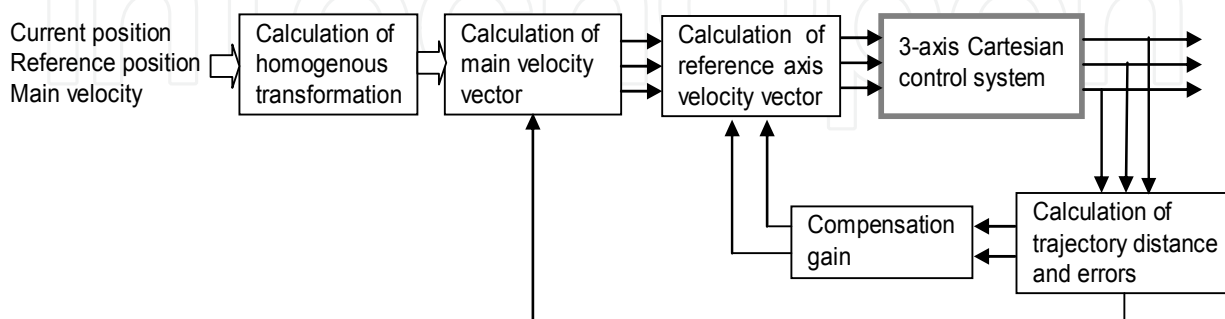 Current position
Reference position
Main velocity
Calculation of
homogenous
transformation
Calculation of
main velocity
vector
Calculation of
reference axis
velocity vector
3-axis Cartesian
control system
Compensation
gain
Calculation of
trajectory distance
and errors